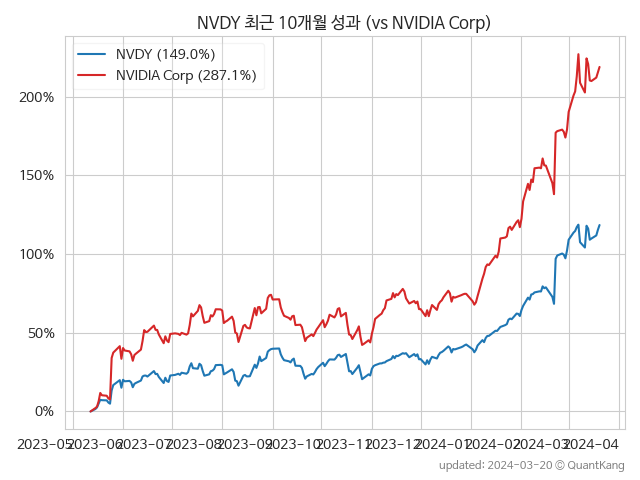 NVDY 최근 10개월 성과 (vs NVIDIA Corp)
NVDY (149.0%)
NVIDIA Corp (287.1%)
200%
150%
100%
50%
0%
2023-05 2023-06 2023-07 2023-08 2023-09 2023-10 2023-11 2023-12 2024-01 2024-02 2024-03 2024-04
updated: 2024-03-20 © QuantKang